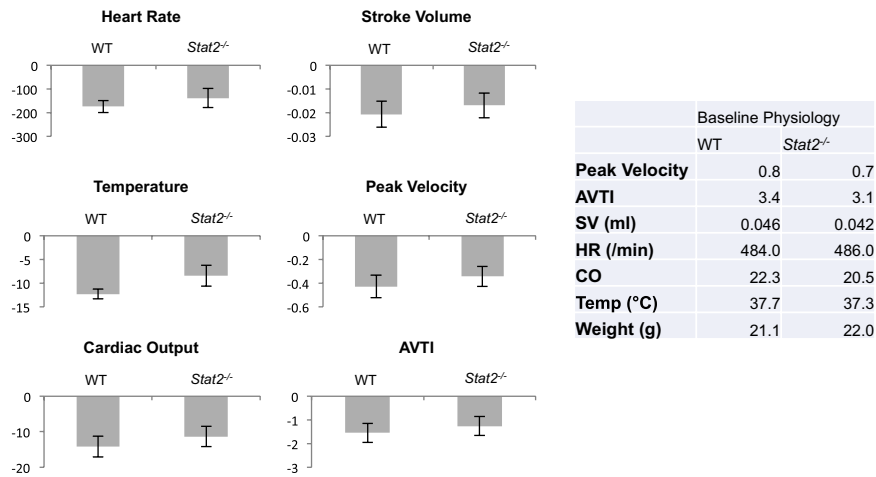 Heart Rate
WT Stat2-/-
0
-100
-200
-300
Stroke Volume
WT Stat2-/-
0
-0.01
-0.02
-0.03
Temperature
WT Stat2-/-
0
-5
-10
-15
Peak Velocity
WT Stat2-/-
0
-0.2
-0.4
-0.6
Cardiac Output
WT Stat2-/-
0
-10
-20
AVTI
WT Stat2-/-
0
-1
-2
-3
Baseline Physiology
WT Stat2-/-
Peak Velocity 0.8 0.7
AVTI 3.4 3.1
SV (ml) 0.046 0.042
HR (/min) 484.0 486.0
CO 22.3 20.5
Temp (°C) 37.7 37.3
Weight (g) 21.1 22.0